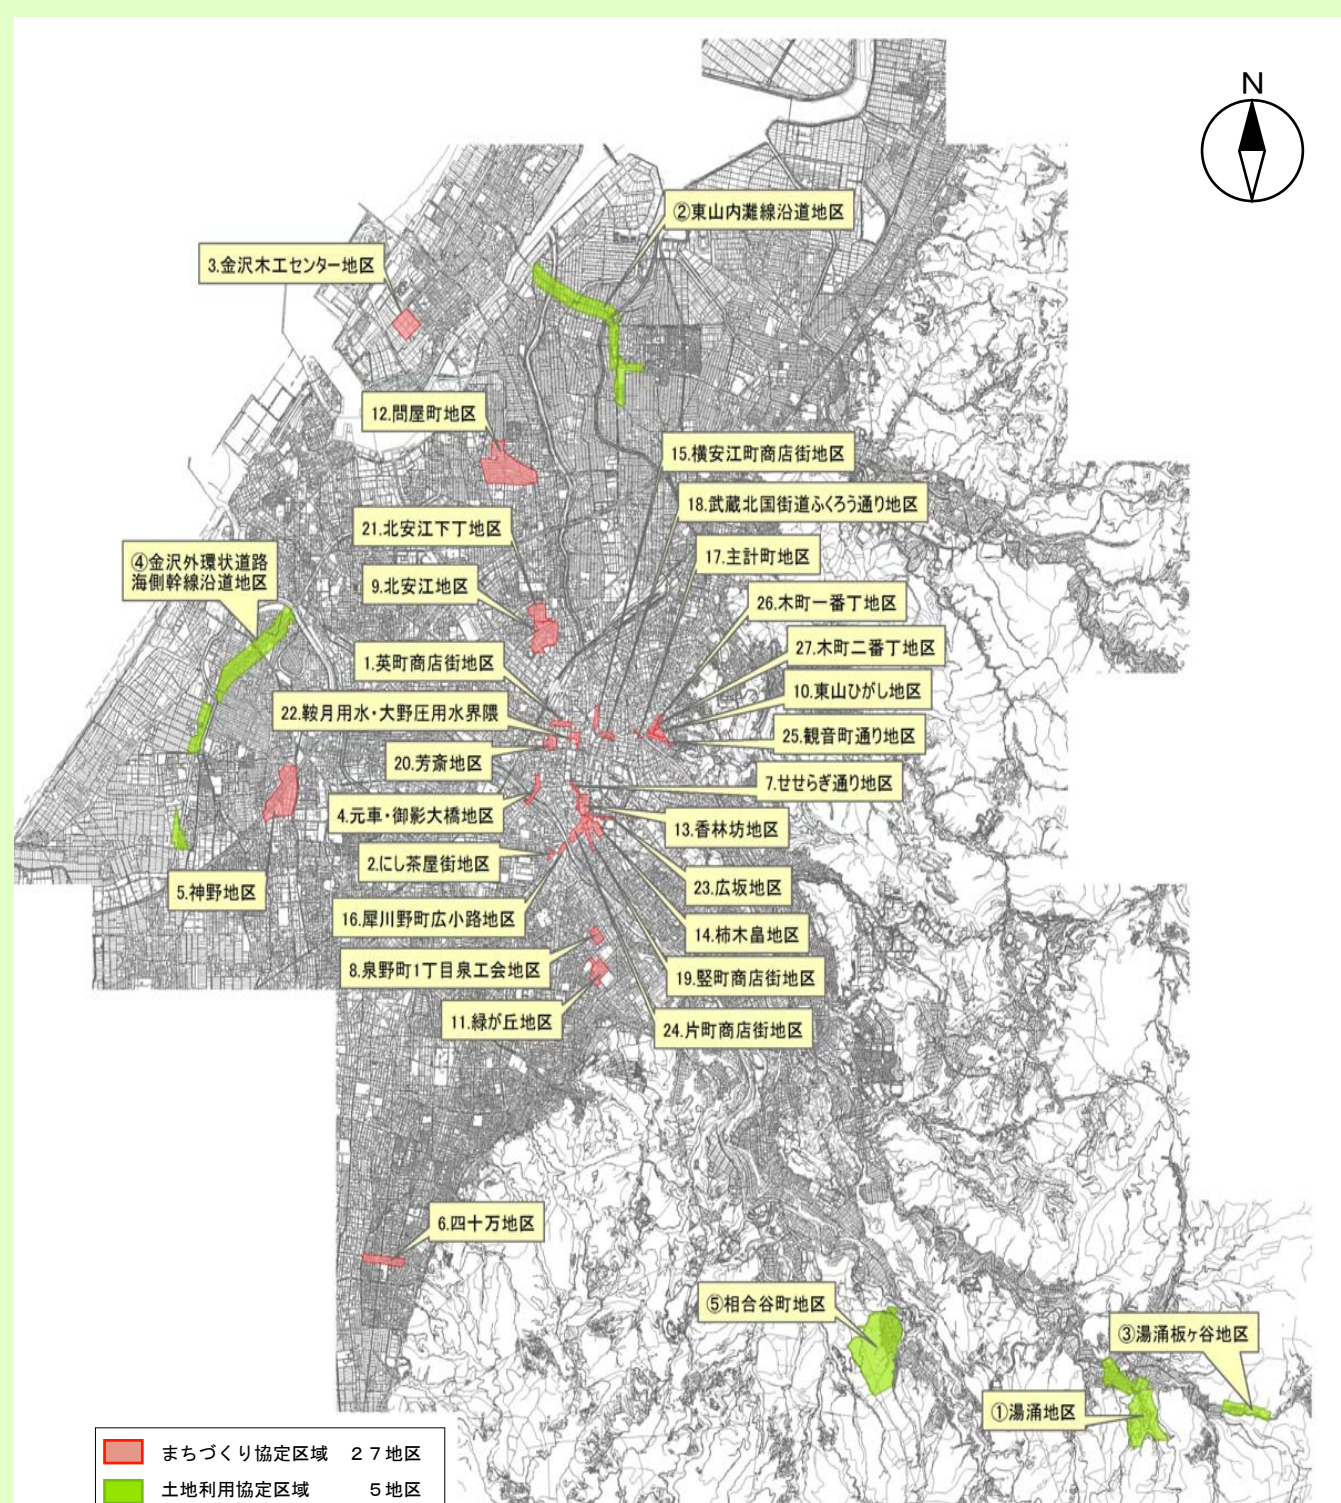 N
②東山内灘線沿道地区
3.金沢木工センター地区
12.問屋町地区
15.横安江町商店街地区
18.武蔵北国街道ふくろう通り地区
21.北安江下丁地区
17.主計町地区
④金沢外環状道路
海側幹線沿道地区
9.北安江地区
26.木町一番丁地区
27.木町二番丁地区
1.英町商店街地区
10.東山ひがし地区
22.鞍月用水・大野庄用水界隈
25.観音町通り地区
20.芳斎地区
7.せせらぎ通り地区
4.元車・御影大橋地区
13.香林坊地区
2.にし茶屋街地区
5.神野地区
23.広坂地区
16.犀川野町広小路地区
14.柿木畠地区
8.泉野町1丁目泉工会地区
19.竪町商店街地区
11.緑が丘地区
24.片町商店街地区
6.四十万地区
⑤相合谷町地区
③湯涌板ヶ谷地区
①湯涌地区
まちづくり協定区域 27地区
土地利用協定区域 5地区